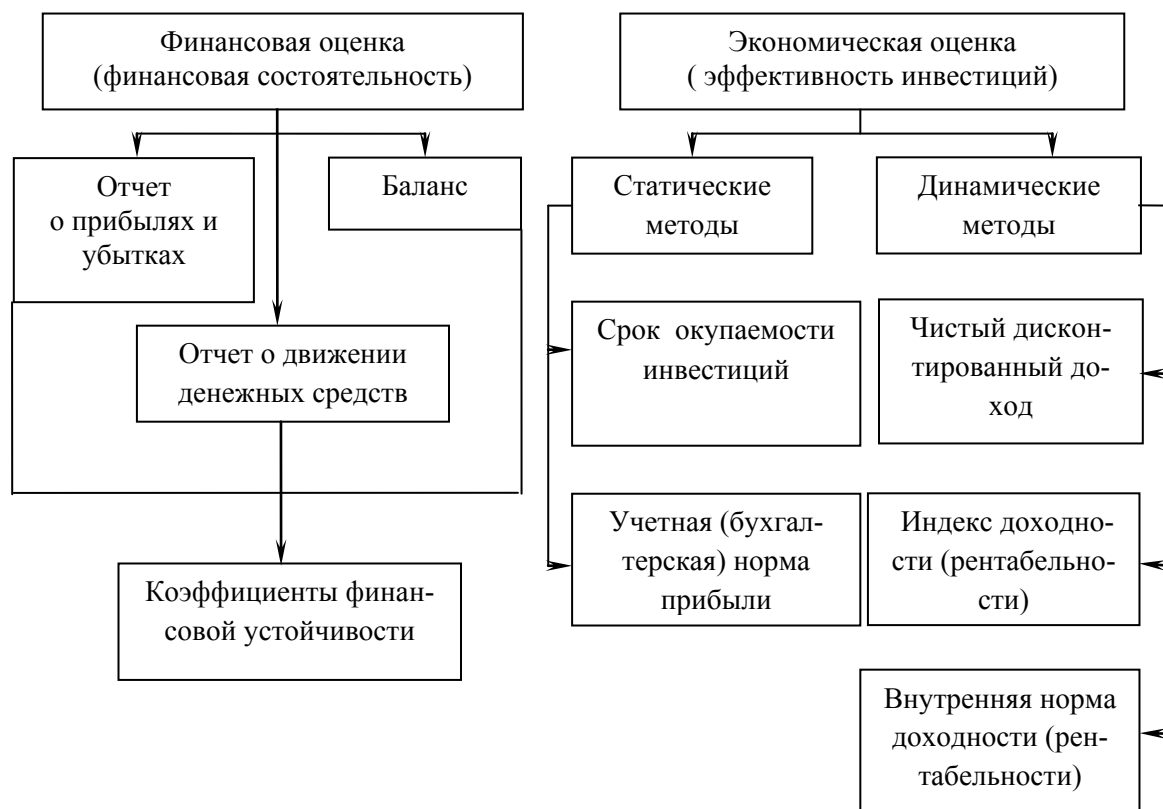 Финансовая оценка
(финансовая состоятельность)
Экономическая оценка
( эффективность инвестиций)
Отчет
о прибылях и
убытках
Баланс
Статические
методы
Динамические
методы
Отчет о движении
денежных средств
Срок окупаемости
инвестиций
Чистый дискон-
тированный до-
ход
Коэффициенты финан-
совой устойчивости
Учетная (бухгал-
терская) норма
прибыли
Индекс доходно-
сти (рентабельно-
сти)
Внутренняя норма
доходности (рен-
табельности)